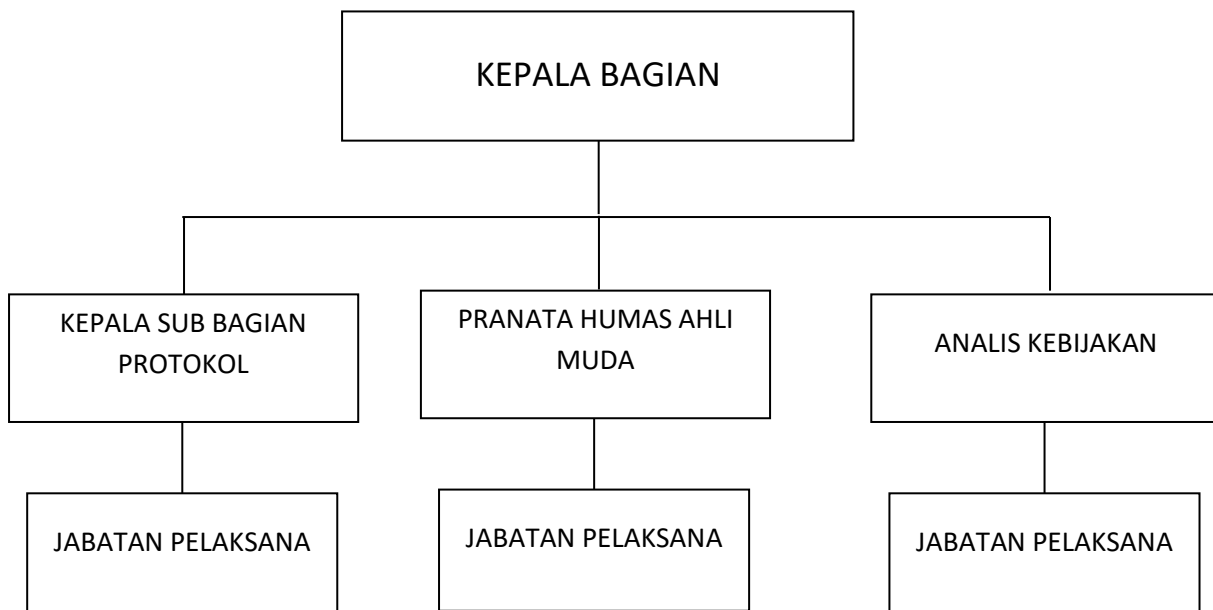 KEPALA BAGIAN
KEPALA SUB BAGIAN
PROTOKOL
PRANATA HUMAS AHLI
MUDA
ANALIS KEBIJAKAN
JABATAN PELAKSANA
JABATAN PELAKSANA
JABATAN PELAKSANA